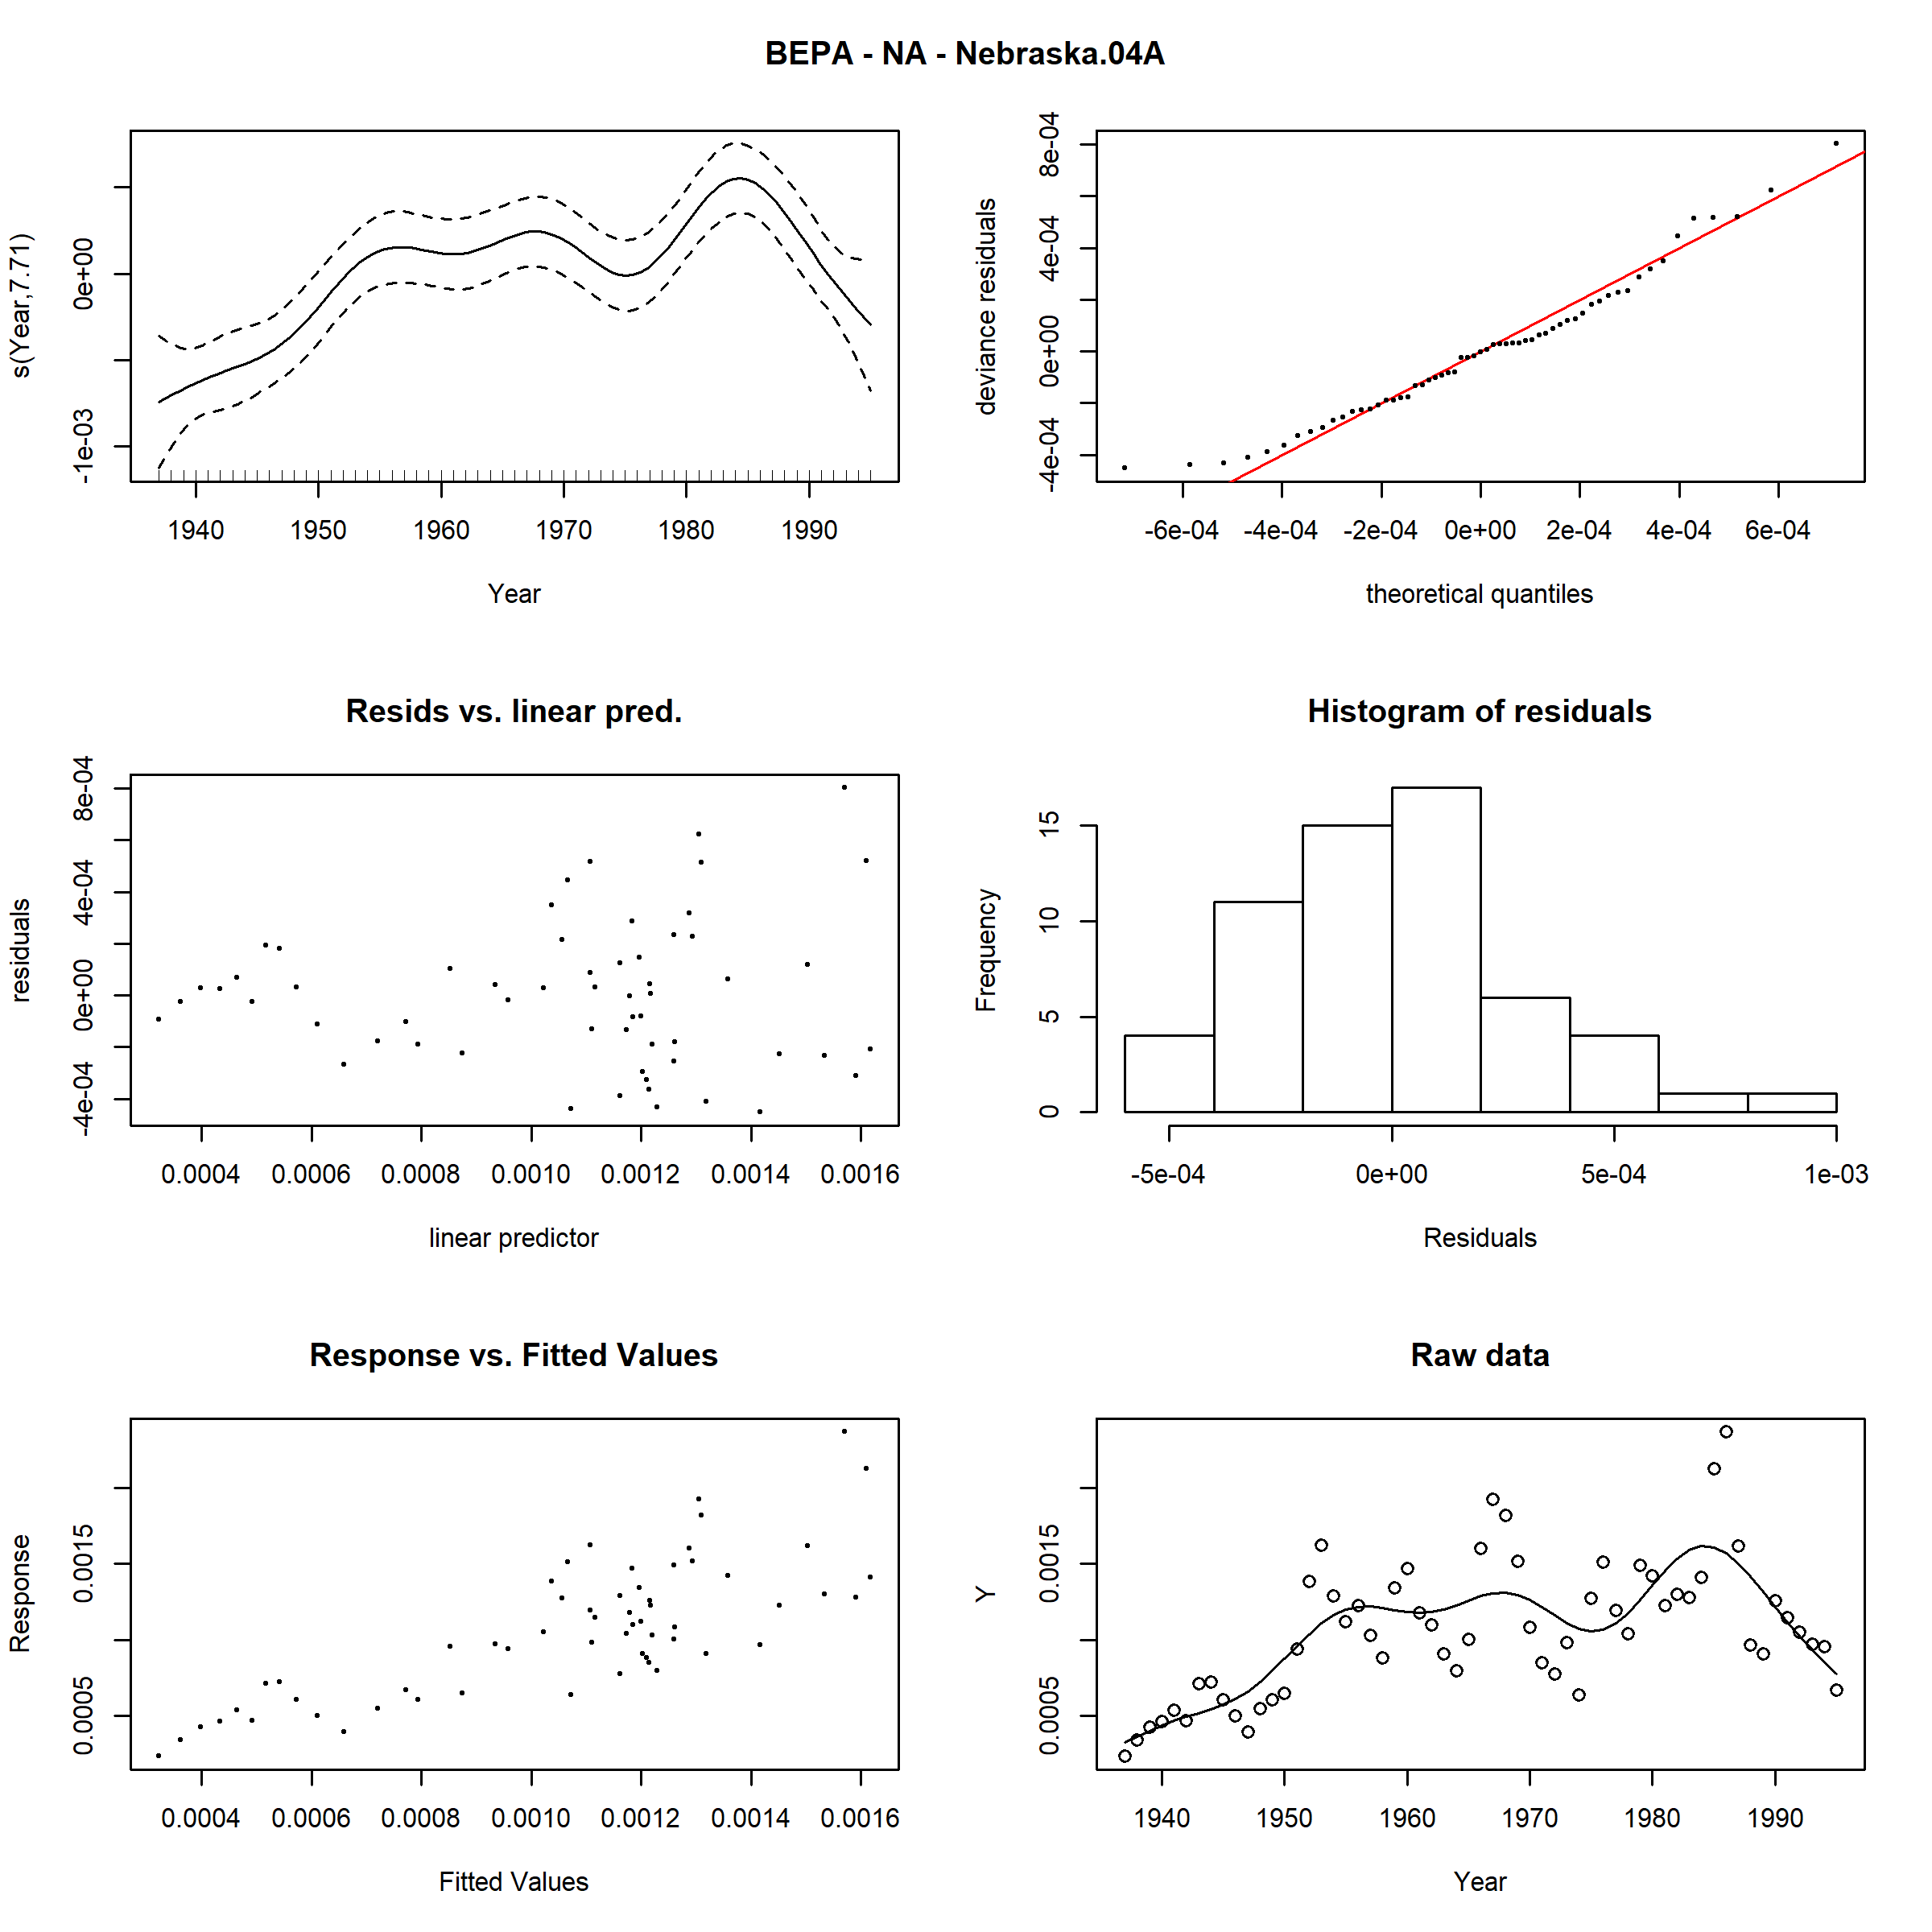 BEPA - NA - Nebraska.04A
s(Year,7.71)
-1e-03
0e+00
1940 1950 1960 1970 1980 1990
Year
deviance residuals
-4e-04 0e+00 4e-04 8e-04
-6e-04 -4e-04 -2e-04 0e+00 2e-04 4e-04 6e-04
theoretical quantiles
Resids vs. linear pred.
residuals
-4e-04 0e+00 4e-04 8e-04
0.0004 0.0006 0.0008 0.0010 0.0012 0.0014 0.0016
linear predictor
Histogram of residuals
Frequency
0 5 10 15
-5e-04 0e+00 5e-04 1e-03
Residuals
Response vs. Fitted Values
Response
0.0005 0.0015
0.0004 0.0006 0.0008 0.0010 0.0012 0.0014 0.0016
Fitted Values
Raw data
Y
0.0005 0.0015
1940 1950 1960 1970 1980 1990
Year